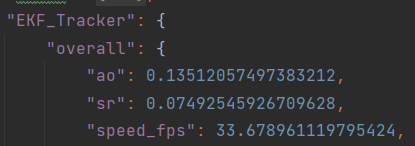 "EKF_Tracker": {
"overall": {
"ao": 0.13512057497383212,
"sr": 0.07492545926709628,
"speed_fps": 33.678961119795424,